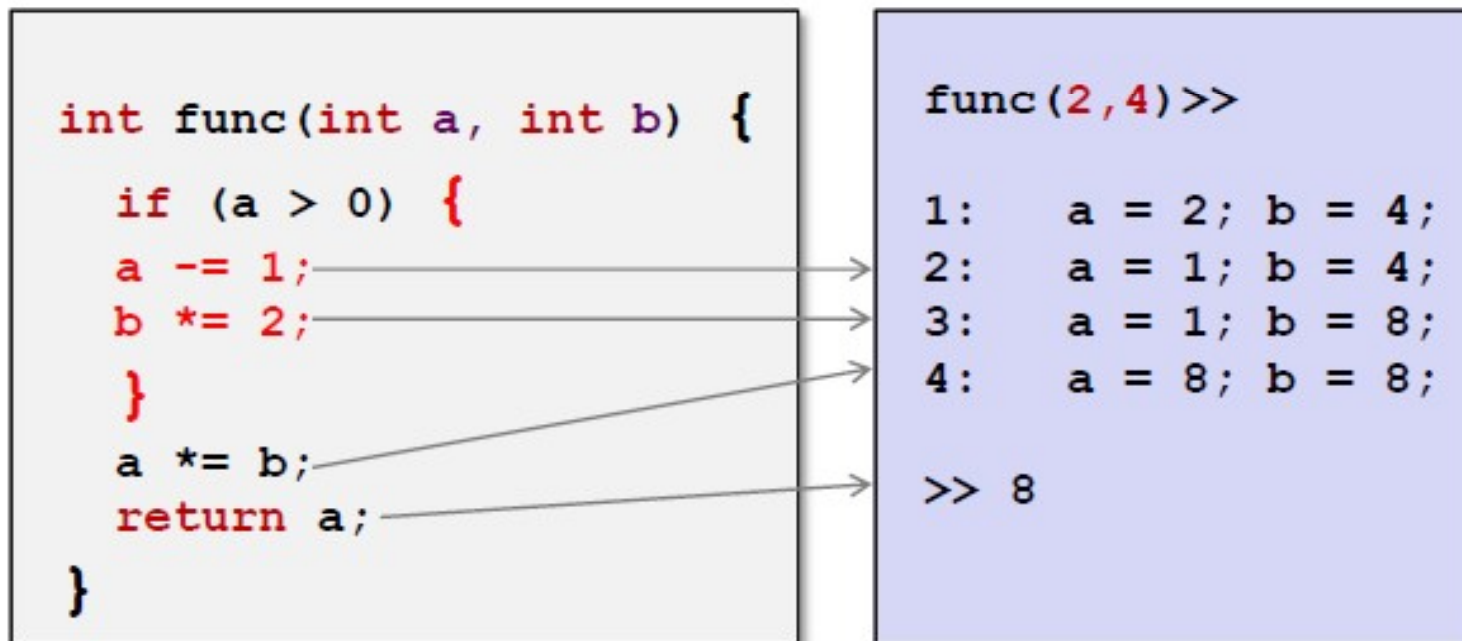 int func(int a, int b) {
if (a > 0) {
a -= 1;
b *= 2;
}
a *= b;
return a;
}
func(2,4)>>
1: a = 2; b = 4;
2: a = 1; b = 4;
3: a = 1; b = 8;
4: a = 8; b = 8;
>> 8